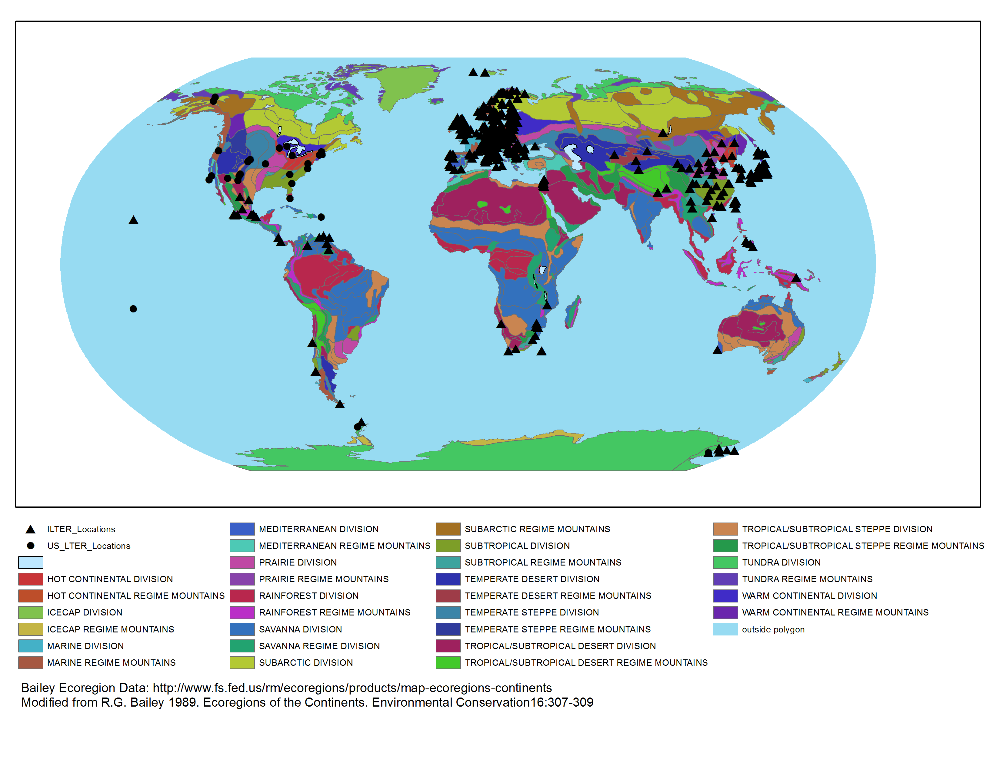 ILTER_Locations
US_LTER_Locations
HOT CONTINENTAL DIVISION
HOT CONTINENTAL REGIME MOUNTAINS
ICECAP DIVISION
ICECAP REGIME MOUNTAINS
MARINE DIVISION
MARINE REGIME MOUNTAINS
MEDITERRANEAN DIVISION
MEDITERRANEAN REGIME MOUNTAINS
PRAIRIE DIVISION
PRAIRIE REGIME MOUNTAINS
RAINFOREST DIVISION
RAINFOREST REGIME MOUNTAINS
SAVANNA DIVISION
SAVANNA REGIME DIVISION
SUBARCTIC DIVISION
SUBARCTIC REGIME MOUNTAINS
SUBTROPICAL DIVISION
SUBTROPICAL REGIME MOUNTAINS
TEMPERATE DESERT DIVISION
TEMPERATE DESERT REGIME MOUNTAINS
TEMPERATE STEPPE DIVISION
TEMPERATE STEPPE REGIME MOUNTAINS
TROPICAL/SUBTROPICAL DESERT DIVISION
TROPICAL/SUBTROPICAL DESERT REGIME MOUNTAINS
TROPICAL/SUBTROPICAL STEPPE DIVISION
TROPICAL/SUBTROPICAL STEPPE REGIME MOUNTAINS
TUNDRA DIVISION
TUNDRA REGIME MOUNTAINS
WARM CONTINENTAL DIVISION
WARM CONTINENTAL REGIME MOUNTAINS
outside polygon
Bailey Ecoregion Data: http://www.fs.fed.us/rm/ecoregions/products/map-ecoregions-continents
Modified from R.G. Bailey 1989. Ecoregions of the Continents. Environmental Conservation16:307-309